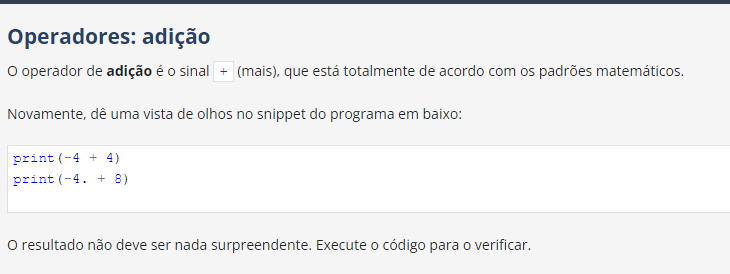 Operadores: adição
O operador de adição é o sinal + (mais), que está totalmente de acordo com os padrões matemáticos.
Novamente, dê uma vista de olhos no snippet do programa em baixo:
print(-4 + 4)
print(-4. + 8)
O resultado não deve ser nada surpreendente. Execute o código para o verificar.